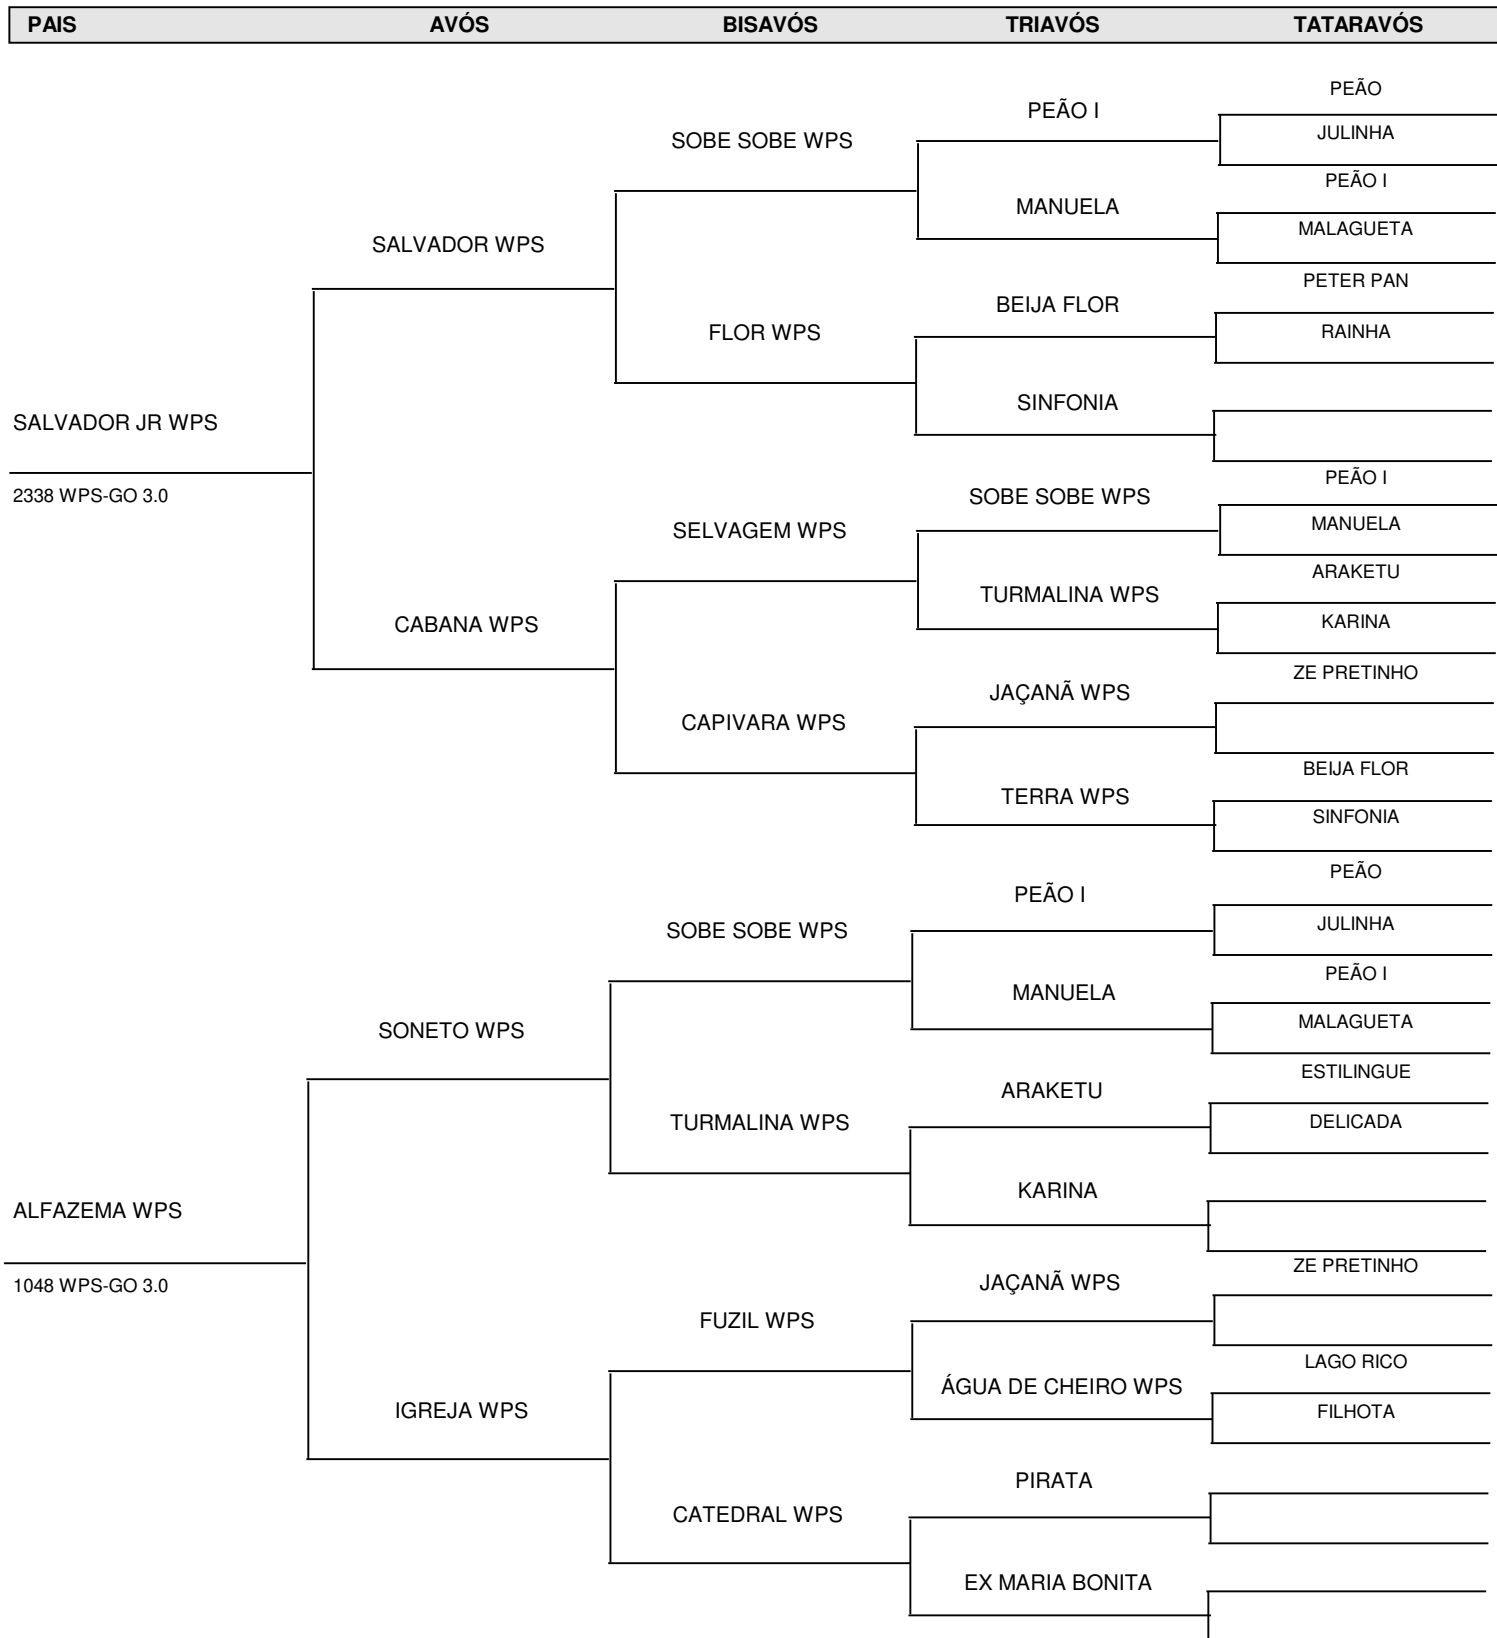 PAIS AVÓS BISAVÓS TRIAVÓS TATARAVÓS
PEÃO
PEÃO I
JULINHA
SOBE SOBE WPS
PEÃO I
MANUELA
MALAGUETA
SALVADOR WPS
PETER PAN
BEIJA FLOR
RAINHA
FLOR WPS
SINFONIA
SALVADOR JR WPS
2338 WPS-GO 3.0
PEÃO I
SOBE SOBE WPS
MANUELA
SELVAGEM WPS
ARAKETU
TURMALINA WPS
KARINA
CABANA WPS
ZE PRETINHO
JAÇANÃ WPS
CAPIVARA WPS
BEIJA FLOR
TERRA WPS
SINFONIA
PEÃO
PEÃO I
JULINHA
SOBE SOBE WPS
PEÃO I
MANUELA
MALAGUETA
SONETO WPS
ESTILINGUE
ARAKETU
DELICADA
TURMALINA WPS
KARINA
ALFAZEMA WPS
1048 WPS-GO 3.0
ZE PRETINHO
JAÇANÃ WPS
FUZIL WPS
LAGO RICO
ÁGUA DE CHEIRO WPS
FILHOTA
IGREJA WPS
PIRATA
CATEDRAL WPS
EX MARIA BONITA